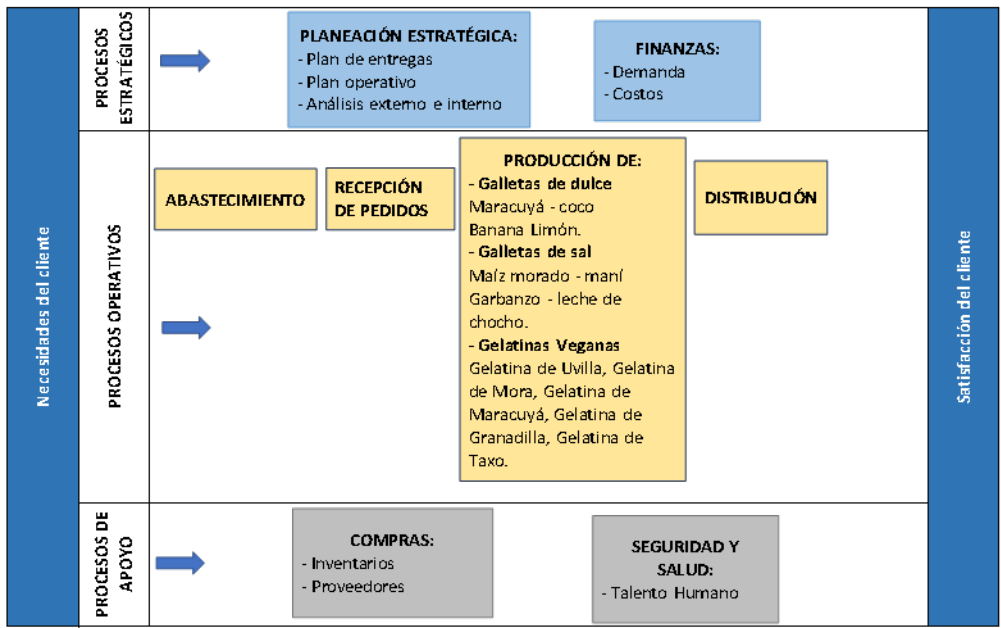 Necesidades del cliente
PROCESOS
ESTRATÉGICOS
PLANEACIÓN ESTRATÉGICA:
- Plan de entregas
- Plan operativo
- Análisis externo e interno
FINANZAS:
- Demanda
- Costos
PROCESOS OPERATIVOS
ABASTECIMIENTO
RECEPCIÓN
DE PEDIDOS
PRODUCCIÓN DE:
- Galletas de dulce
Maracuyá - coco
Banana Limón.
- Galletas de sal
Maíz morado - maní
Garbanzo - leche de
chocho.
- Gelatinas Veganas
Gelatina de Uvilla, Gelatina
de Mora, Gelatina de
Maracuyá, Gelatina de
Granadilla, Gelatina de
Taxo.
DISTRIBUCIÓN
PROCESOS DE
APOYO
COMPRAS:
- Inventarios
- Proveedores
SEGURIDAD Y
SALUD:
- Talento Humano
Satisfacción del cliente